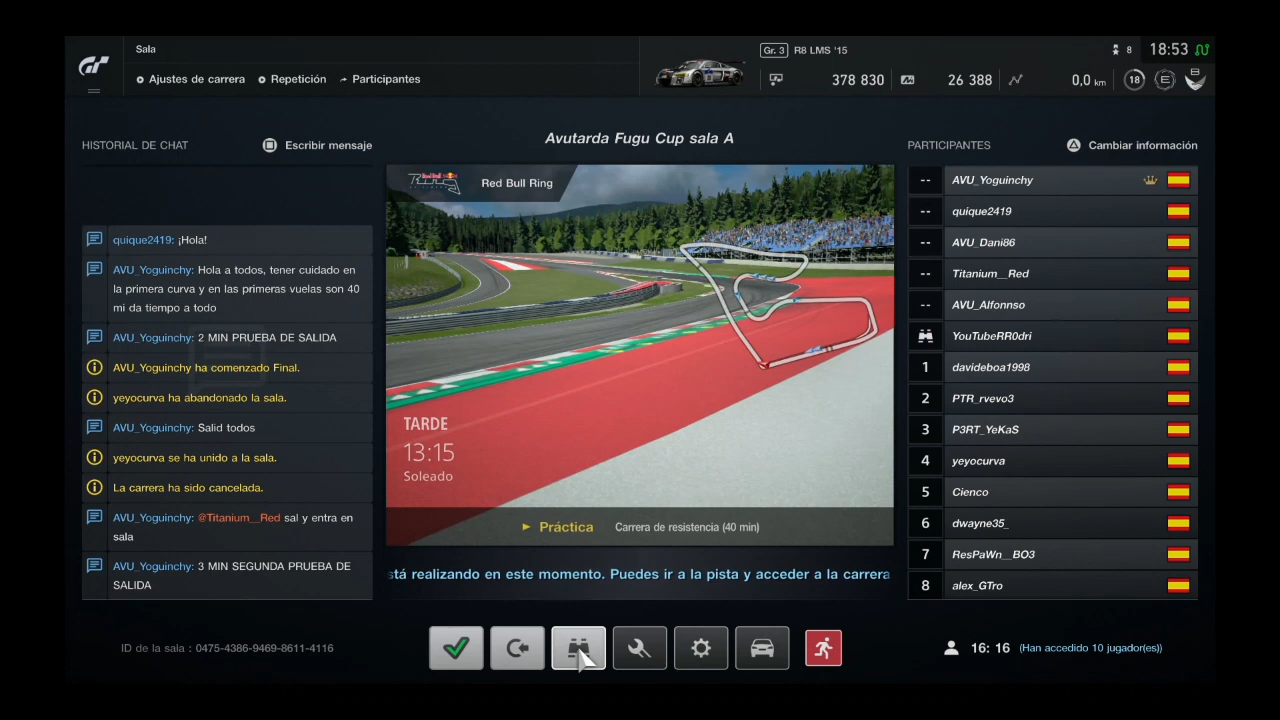 Sala
Ajustes de carrera
Repetición
Participantes
Gr. 3
R8 LMS '15
8
18:53
378 830
26 388
0,0 km
18
E
B
HISTORIAL DE CHAT
Escribir mensaje
quique2419: ¡Hola!
AVU_Yoguinchy: Hola a todos, tener cuidado en
la primera curva y en las primeras vuelas son 40
mi da tiempo a todo
AVU_Yoguinchy: 2 MIN PRUEBA DE SALIDA
AVU_Yoguinchy ha comenzado Final.
yeyocurva ha abandonado la sala.
AVU_Yoguinchy: Salid todos
yeyocurva se ha unido a la sala.
La carrera ha sido cancelada.
AVU_Yoguinchy: @Titanium__Red sal y entra en
sala
AVU_Yoguinchy: 3 MIN SEGUNDA PRUEBA DE
SALIDA
Avutarda Fugu Cup sala A
Red Bull Ring
TARDE
13:15
Soleado
Práctica
Carrera de resistencia (40 min)
stá realizando en este momento. Puedes ir a la pista y acceder a la carrera
PARTICIPANTES
Cambiar información
-- AVU_Yoguinchy
-- quique2419
-- AVU_Dani86
-- Titanium__Red
-- AVU_Alfonnso
YouTubeRR0dri
1 davideboa1998
2 PTR_rvevo3
3 P3RT_YeKaS
4 yeyocurva
5 Cienco
6 dwayne35_
7 ResPaWn__BO3
8 alex_GTro
ID de la sala : 0475-4386-9469-8611-4116
16: 16 (Han accedido 10 jugador(es))